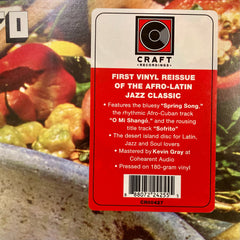 TO
CRAFT
RECORDINGS
FIRST VINYL REISSUE
OF THE AFRO-LATIN
JAZZ CLASSIC
• Features the bluesy "Spring Song,"
the rhythmic Afro-Cuban track
"O Mi Shangó," and the rousing
title track "Sofrito"
• The desert island disc for Latin,
Jazz and Soul lovers
• Mastered by Kevin Gray at
Cohearent Audio
• Pressed on 180-gram vinyl